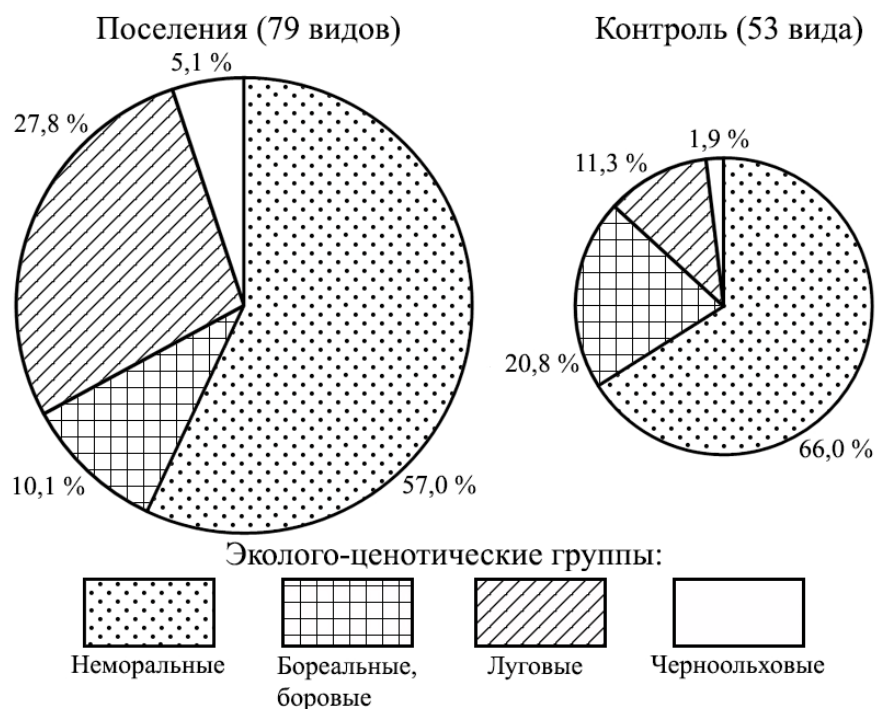 Поселения (79 видов)
5,1 %
27,8 %
10,1 %
57,0 %
Контроль (53 вида)
1,9 %
11,3 %
20,8 %
66,0 %
Эколого-ценотические группы:
Неморальные
Бореальные,
боровые
Луговые
Черноольховые